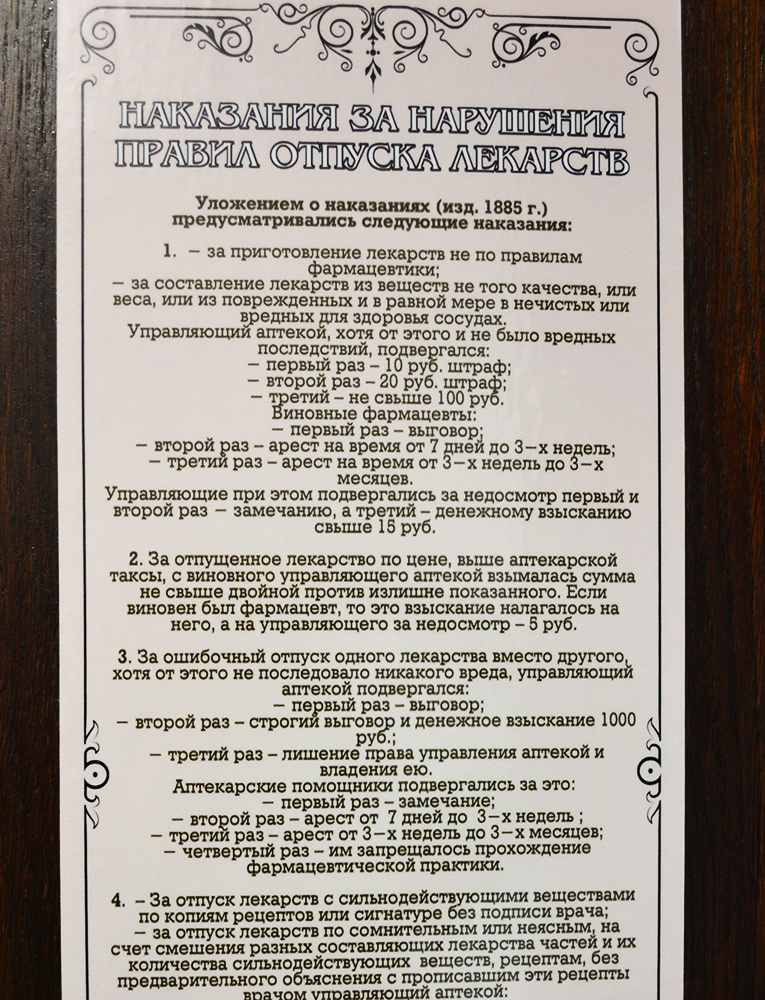 НАКАЗАНИЯ ЗА НАРУШЕНИЯ
ПРАВИЛ ОТПУСКА ЛЕКАРСТВ
Уложением о наказаниях (изд. 1885 г.)
предусматривались следующие наказания:
1. – за приготовление лекарств не по правилам
фармацевтики;
– за составление лекарств из веществ не того качества, или
веса, или из поврежденных и в равной мере в нечистых или
вредных для здоровья сосудах.
Управляющий аптекой, хотя от этого и не было вредных
последствий, подвергался:
– первый раз – 10 руб. штраф;
– второй раз – 20 руб. штраф;
– третий – не свыше 100 руб.
Виновные фармацевты:
– первый раз – выговор;
– второй раз – арест на время от 7 дней до 3–х недель;
– третий раз – арест на время от 3–х недель до 3–х
месяцев.
Управляющие при этом подвергались за недосмотр первый и
второй раз – замечанию, а третий – денежному взысканию
свыше 15 руб.
2. За отпущенное лекарство по цене, выше аптекарской
таксы, с виновного управляющего аптекой взымалась сумма
не свыше двойной против излишне показанного. Если
виновен был фармацевт, то это взыскание налагалось на
него, а на управляющего за недосмотр – 5 руб.
3. За ошибочный отпуск одного лекарства вместо другого,
хотя от этого не последовало никакого вреда, управляющий
аптекой подвергался:
– первый раз – выговор;
– второй раз – строгий выговор и денежное взыскание 1000
руб.;
– третий раз – лишение права управления аптекой и
владения ею.
Аптекарские помощники подвергались за это:
– первый раз – замечание;
– второй раз – арест от 7 дней до 3–х недель ;
– третий раз – арест от 3–х недель до 3–х месяцев;
– четвертый раз – им запрещалось прохождение
фармацевтической практики.
4. – За отпуск лекарств с сильнодействующими веществами
по копиям рецептов или сигнатуре без подписи врача;
– за отпуск лекарств по сомнительным или неясным, на
счет смешения разных составляющих лекарства частей и их
количества сильнодействующих веществ, рецептам, без
предварительного объяснения с прописавшим эти рецепты
врачом управляющий аптекой: